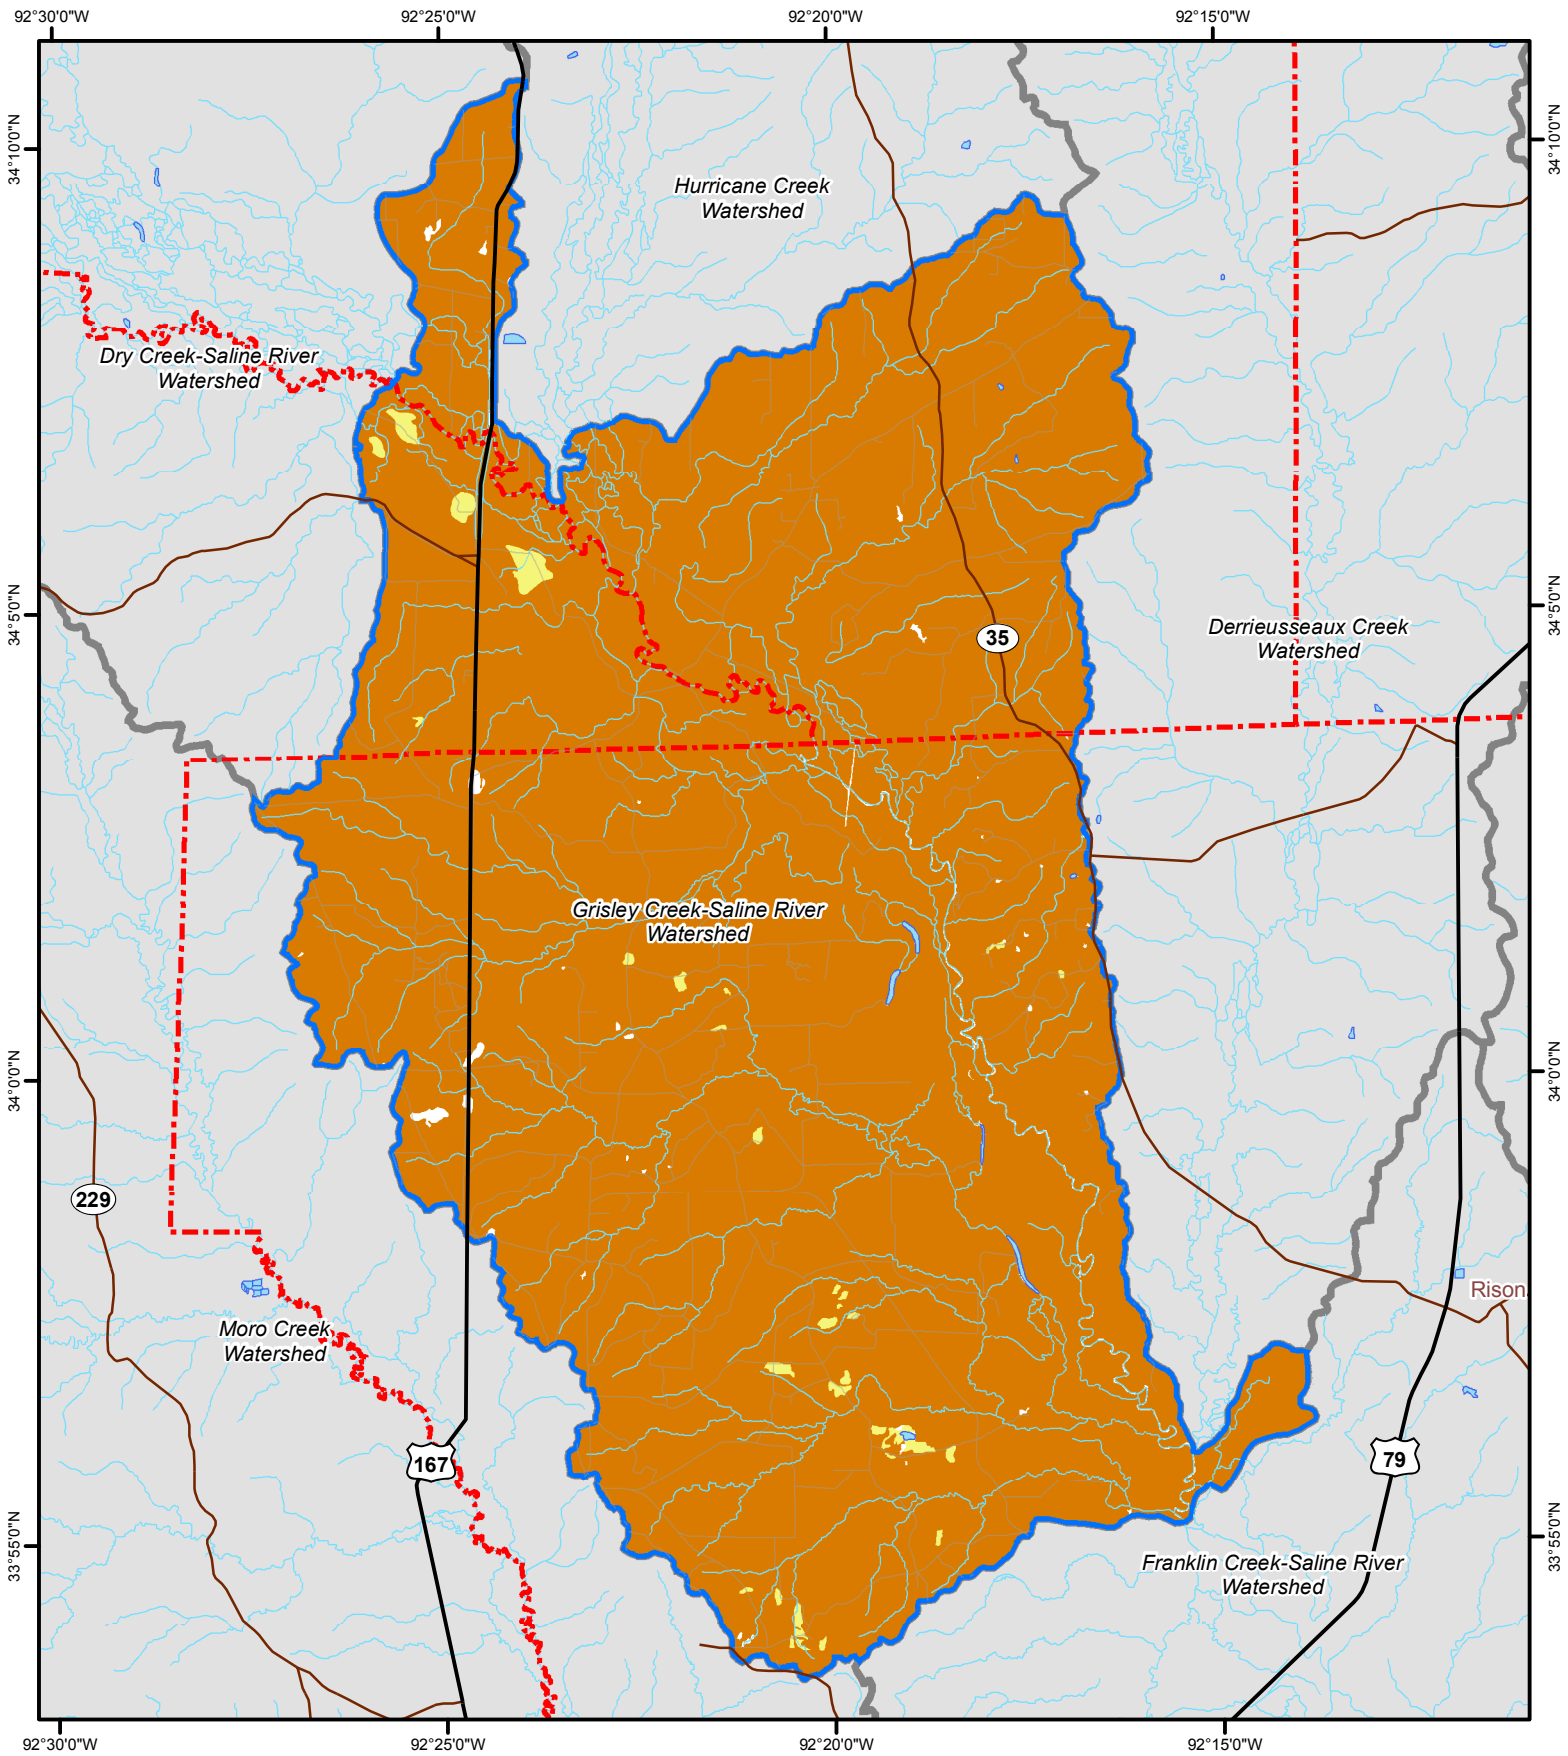 92°30'0"W
92°25'0"W
92°20'0"W
92°15'0"W
34°10'0"N
34°10'0"N
Hurricane Creek
Watershed
Dry Creek-Saline River
Watershed
34°5'0"N
34°5'0"N
Derrieusseaux Creek
Watershed
35
Grisley Creek-Saline River
Watershed
34°0'0"N
34°0'0"N
229
Rison
Moro Creek
Watershed
167
79
33°55'0"N
33°55'0"N
Franklin Creek-Saline River
Watershed
92°30'0"W
92°25'0"W
92°20'0"W
92°15'0"W